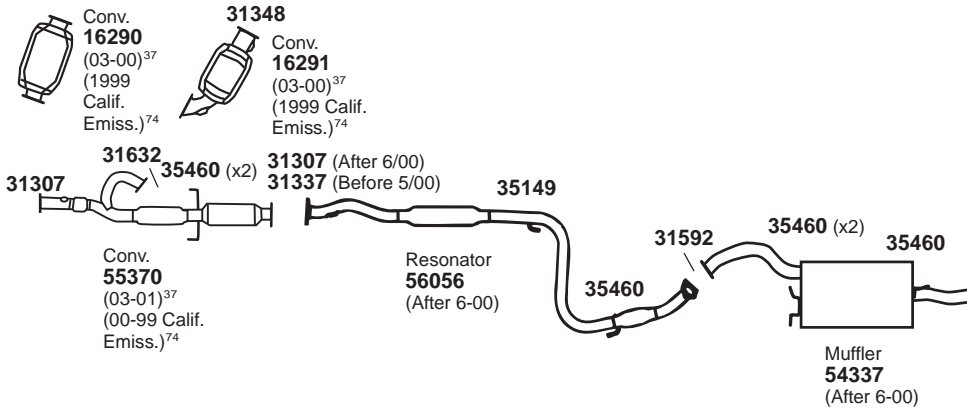 Conv.
16290
(03-00)37
(1999
Calif.
Emiss.)74
31348
Conv.
16291
(03-00)37
(1999 Calif.
Emiss.)74
31307
31632
35460 (x2)
31307 (After 6/00)
31337 (Before 5/00)
35149
31592
35460 (x2)
35460
Conv.
55370
(03-01)37
(00-99 Calif.
Emiss.)74
Resonator
56056
(After 6-00)
35460
Muffler
54337
(After 6-00)